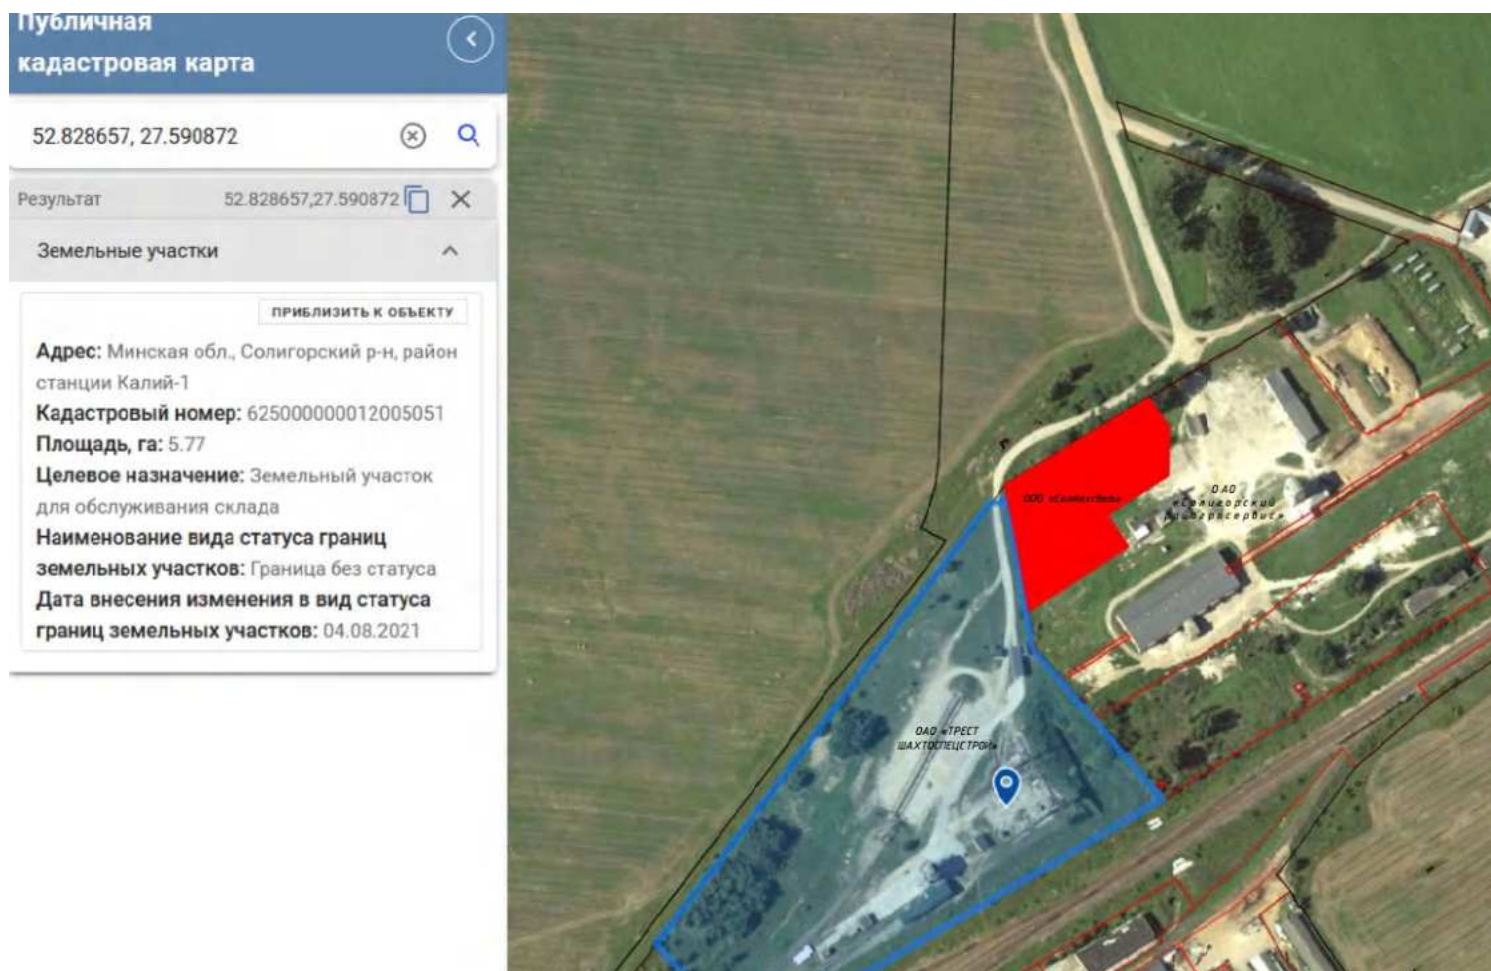 Публичная
кадастровая карта
52.828657, 27.590872
Результат 52.828657,27.590872
Земельные участки
ПРИБЛИЗИТЬ К ОБЪЕКТУ
Адрес: Минская обл., Солигорский р-н, район
станции Калий-1
Кадастровый номер: 625000000012005051
Площадь, га: 5.77
Целевое назначение: Земельный участок
для обслуживания склада
Наименование вида статуса границ
земельных участков: Граница без статуса
Дата внесения изменения в вид статуса
границ земельных участков: 04.08.2021
ООО
ОАО
«Солигорский
райагросервис»
ОАО «ТРЕСТ
ШАХТОСПЕЦСТРОЙ»